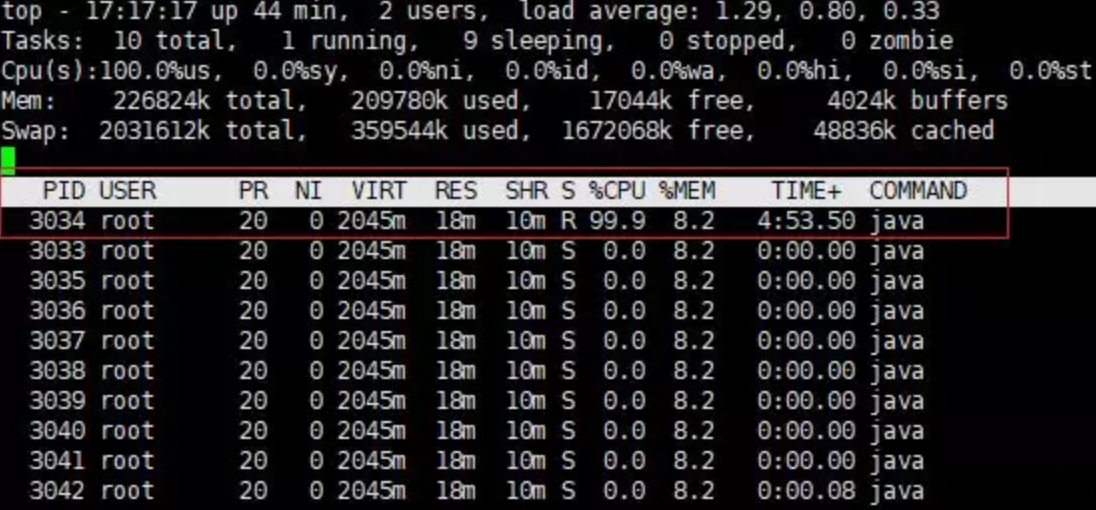 top - 17:17:17 up 44 min,  2 users,  load average: 1.29, 0.80, 0.33
Tasks:  10 total,   1 running,   9 sleeping,   0 stopped,   0 zombie
Cpu(s):100.0%us,  0.0%sy,  0.0%ni,  0.0%id,  0.0%wa,  0.0%hi,  0.0%si,  0.0%st
Mem:    226824k total,   209780k used,    17044k free,     4024k buffers
Swap:  2031612k total,   359544k used,  1672068k free,    48836k cached
PID USER      PR  NI  VIRT  RES  SHR S %CPU %MEM    TIME+  COMMAND
3034 root      20   0 2045m  18m  10m R 99.9  8.2   4:53.50 java
3033 root      20   0 2045m  18m  10m S  0.0  8.2   0:00.00 java
3035 root      20   0 2045m  18m  10m S  0.0  8.2   0:00.00 java
3036 root      20   0 2045m  18m  10m S  0.0  8.2   0:00.00 java
3037 root      20   0 2045m  18m  10m S  0.0  8.2   0:00.00 java
3038 root      20   0 2045m  18m  10m S  0.0  8.2   0:00.00 java
3039 root      20   0 2045m  18m  10m S  0.0  8.2   0:00.00 java
3040 root      20   0 2045m  18m  10m S  0.0  8.2   0:00.00 java
3041 root      20   0 2045m  18m  10m S  0.0  8.2   0:00.00 java
3042 root      20   0 2045m  18m  10m S  0.0  8.2   0:00.08 java